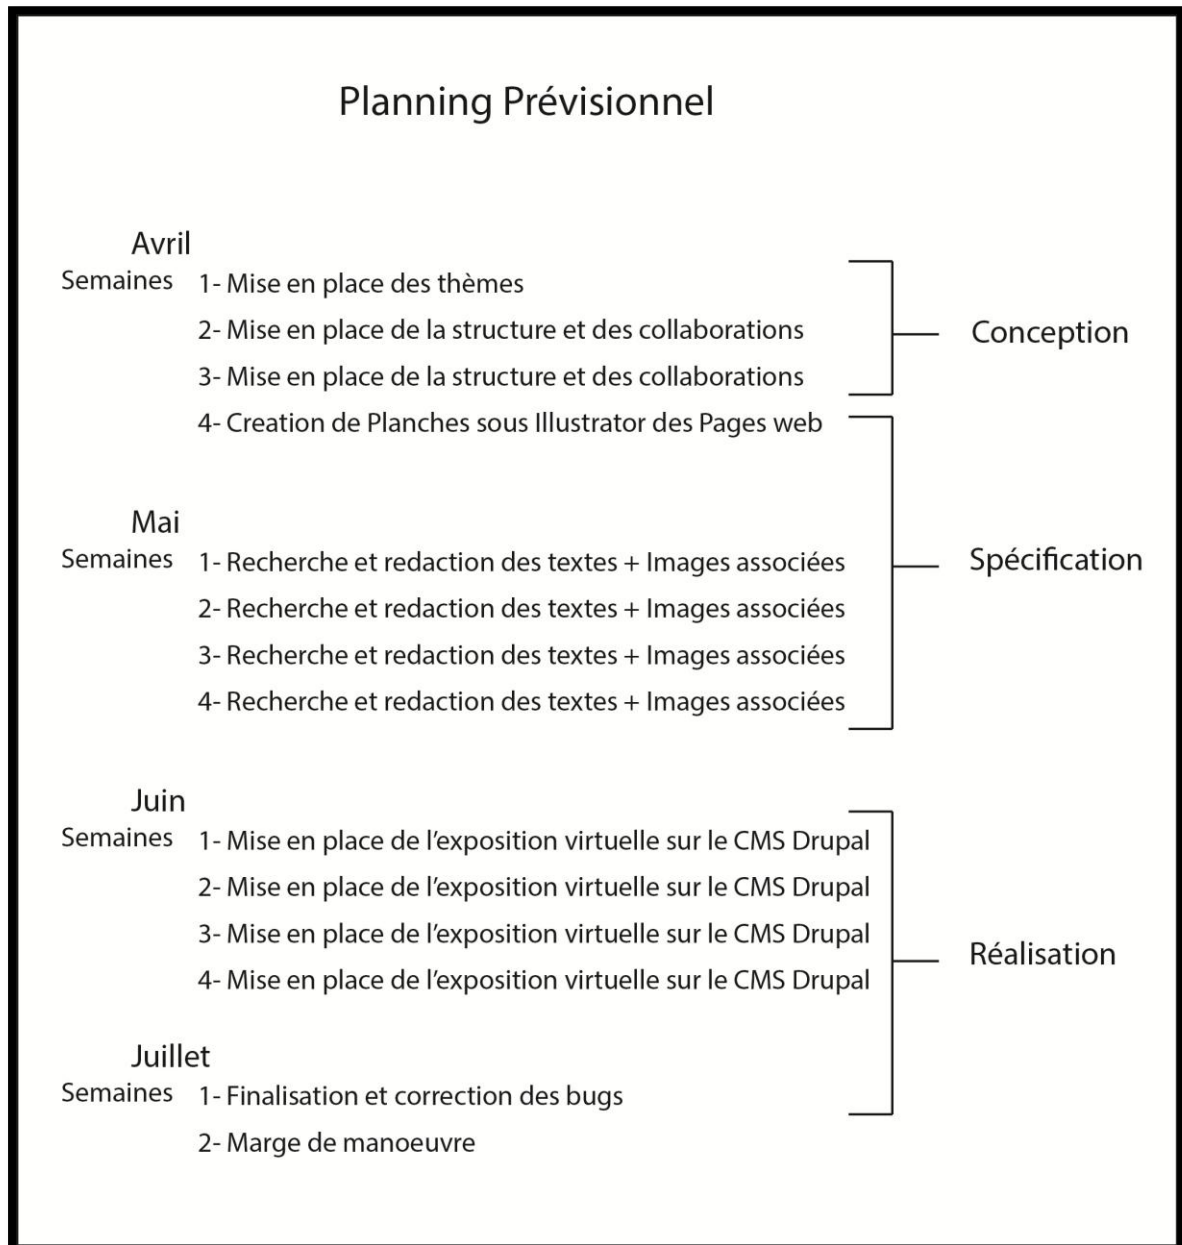 Planning Prévisionnel
Avril
Semaines 1- Mise en place des thèmes
2- Mise en place de la structure et des collaborations
3- Mise en place de la structure et des collaborations
Conception
4- Creation de Planches sous Illustrator des Pages web
Mai
Semaines 1- Recherche et redaction des textes + Images associées
Spécification
2- Recherche et redaction des textes + Images associées
3- Recherche et redaction des textes + Images associées
4- Recherche et redaction des textes + Images associées
Juin
Semaines 1- Mise en place de l’exposition virtuelle sur le CMS Drupal
2- Mise en place de l’exposition virtuelle sur le CMS Drupal
3- Mise en place de l’exposition virtuelle sur le CMS Drupal
4- Mise en place de l’exposition virtuelle sur le CMS Drupal
Réalisation
Juillet
Semaines 1- Finalisation et correction des bugs
2- Marge de manoeuvre